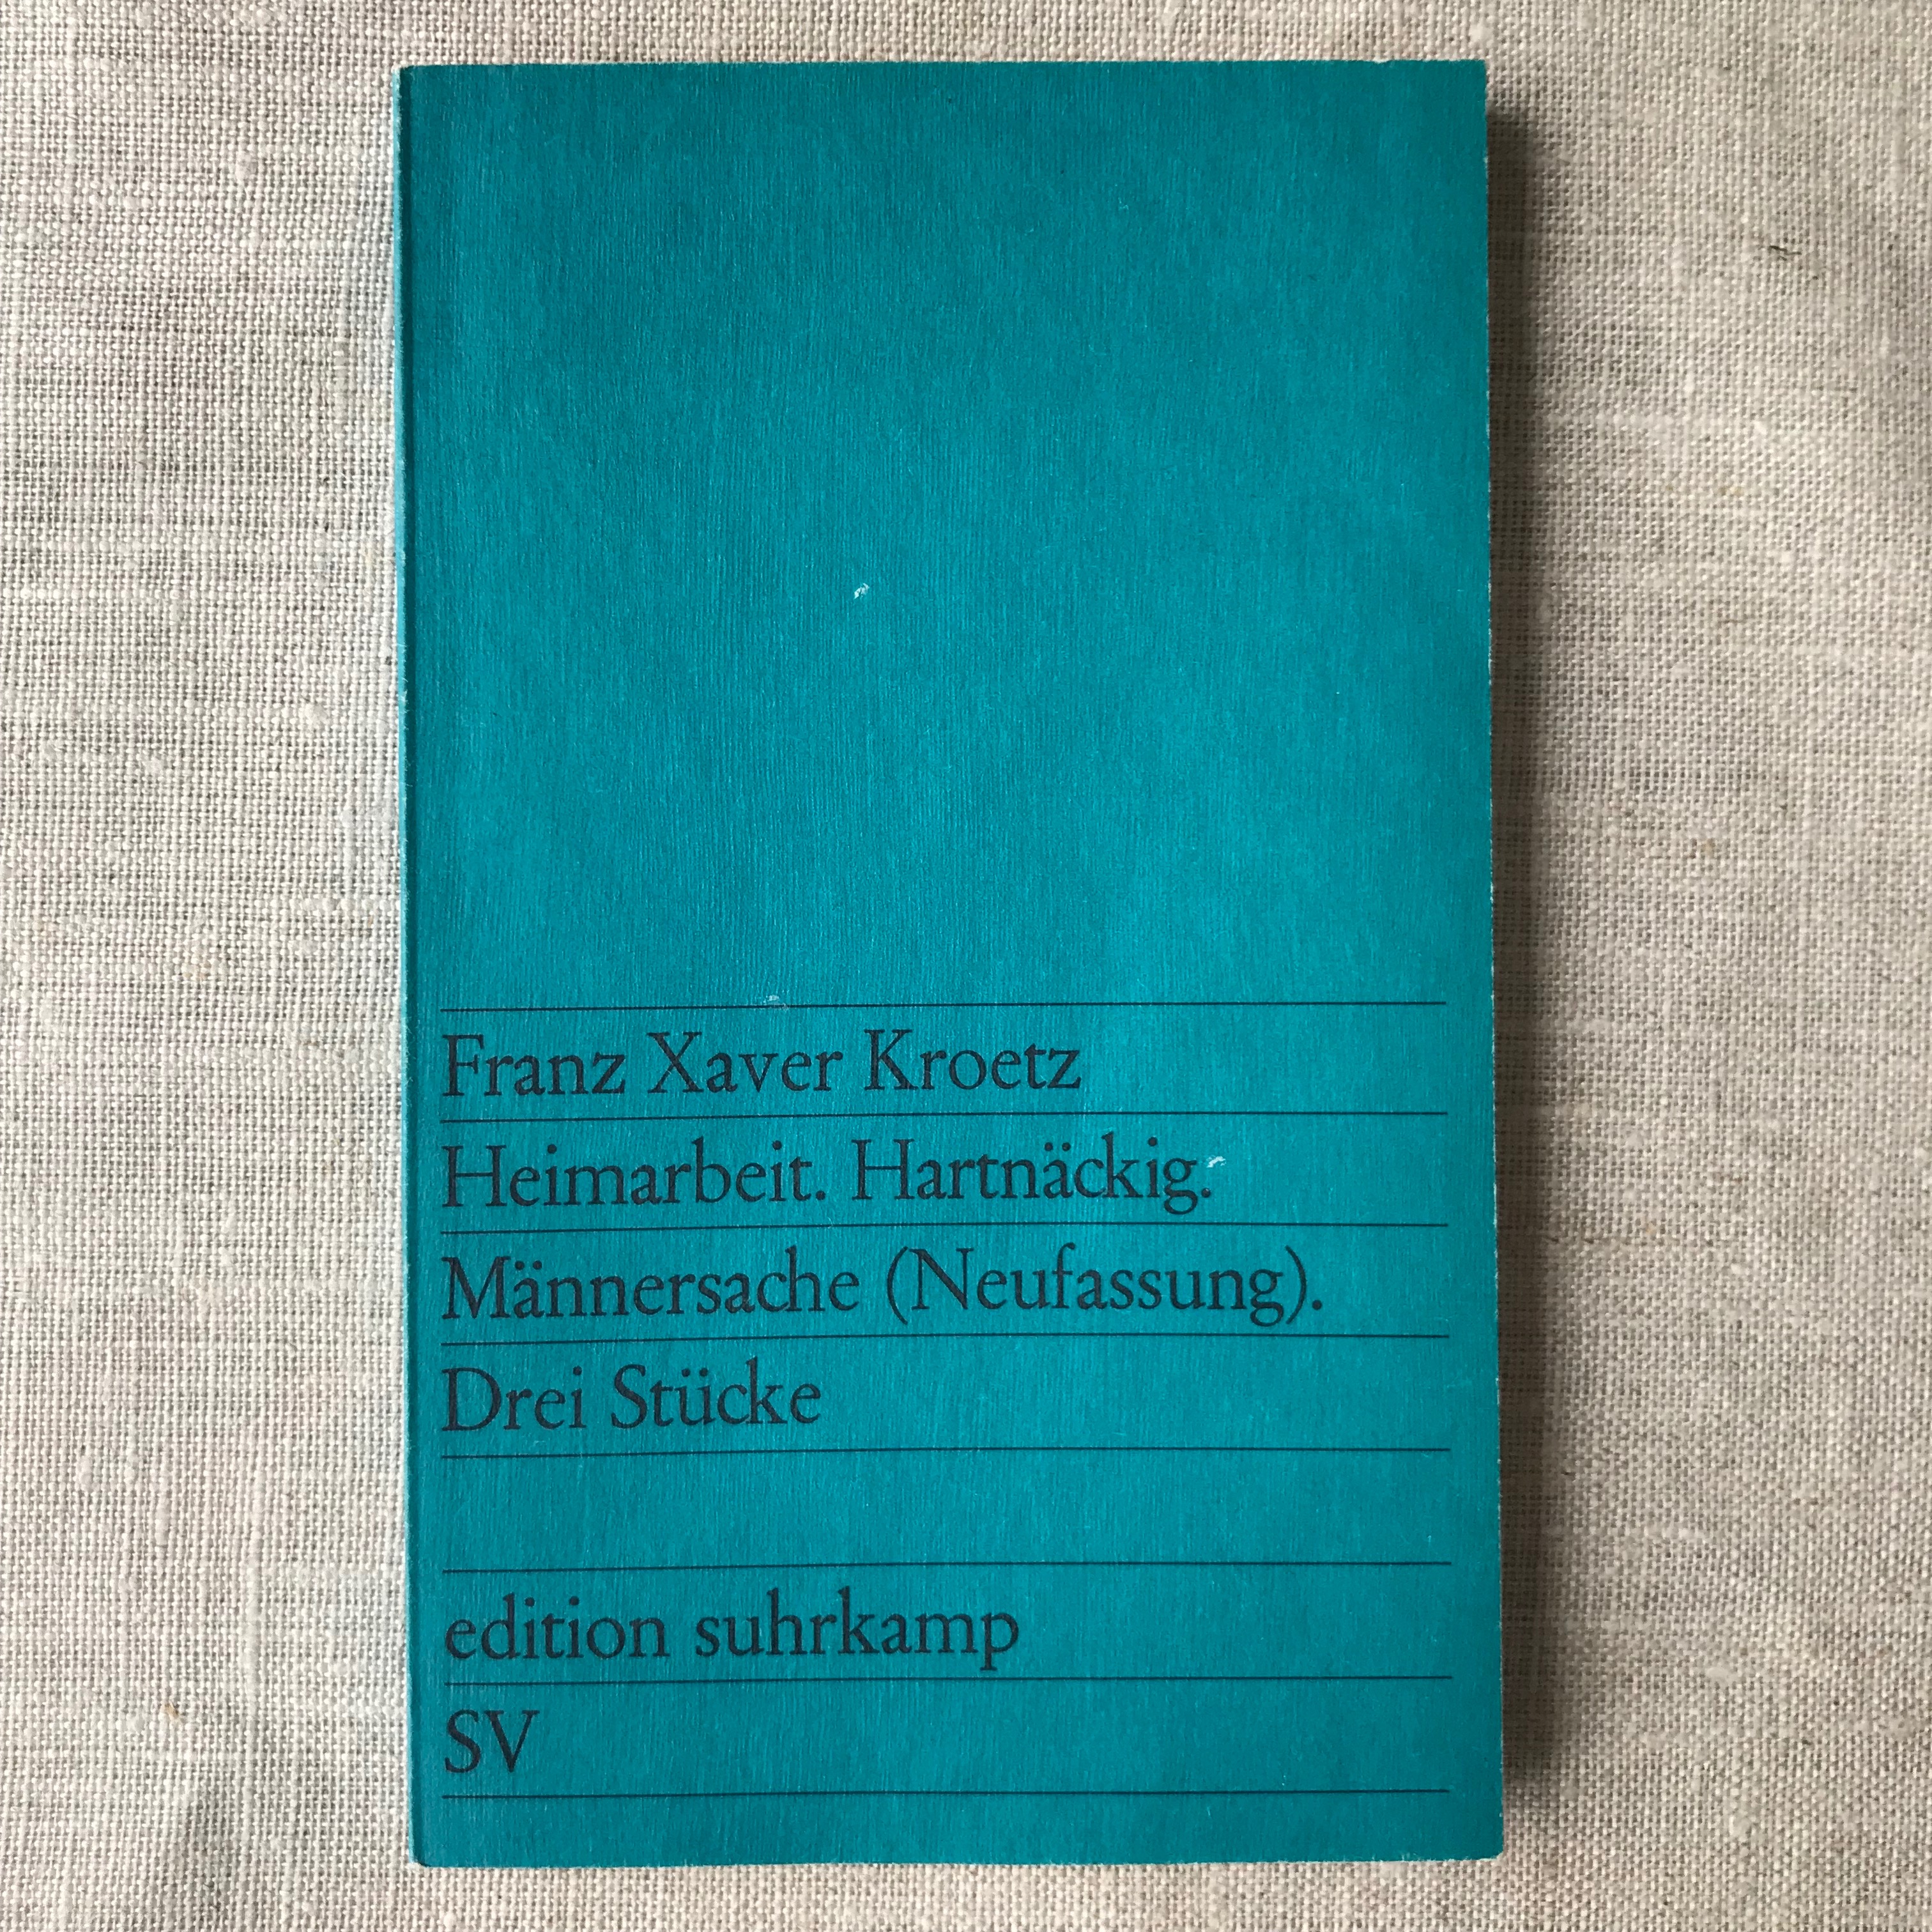 Franz Xaver Kroetz
Heimarbeit. Hartnäckig.
Männersache (Neufassung).
Drei Stücke
edition suhrkamp
SV